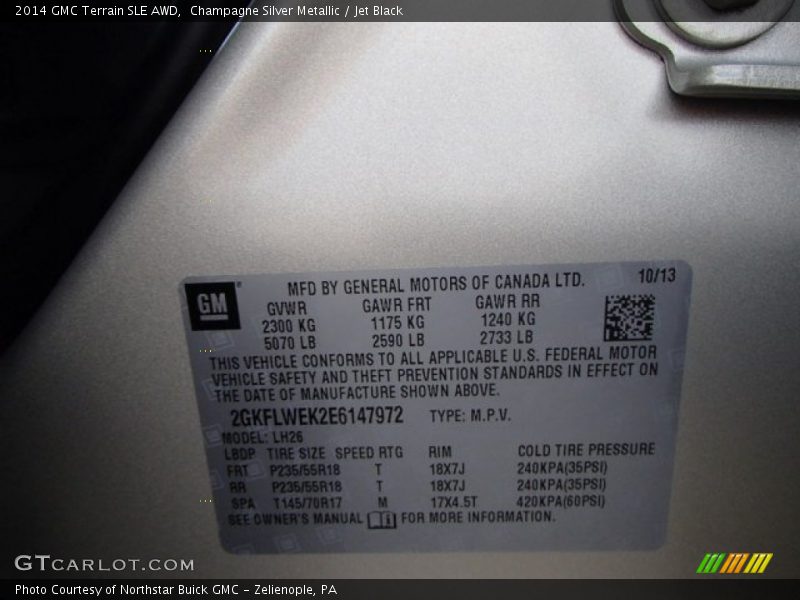 2014 GMC Terrain SLE AWD,  Champagne Silver Metallic / Jet Black
GM
MFD BY GENERAL MOTORS OF CANADA LTD. 10/13
GVWR GAWR FRT GAWR RR
2300 KG 1175 KG 1240 KG
5070 LB 2590 LB 2733 LB
THIS VEHICLE CONFORMS TO ALL APPLICABLE U.S. FEDERAL MOTOR
VEHICLE SAFETY AND THEFT PREVENTION STANDARDS IN EFFECT ON
THE DATE OF MANUFACTURE SHOWN ABOVE.
2GKFLWEK2E6147972 TYPE: M.P.V.
MODEL: LH26
LBDP TIRE SIZE SPEED RTG RIM COLD TIRE PRESSURE
FRT P235/55R18 T 18X7J 240KPA(35PSI)
RR P235/55R18 T 18X7J 240KPA(35PSI)
SPA T145/70R17 M 17X4.5T 420KPA(60PSI)
SEE OWNER'S MANUAL FOR MORE INFORMATION.
GTCARLOT.COM
Photo Courtesy of Northstar Buick GMC - Zelienople, PA